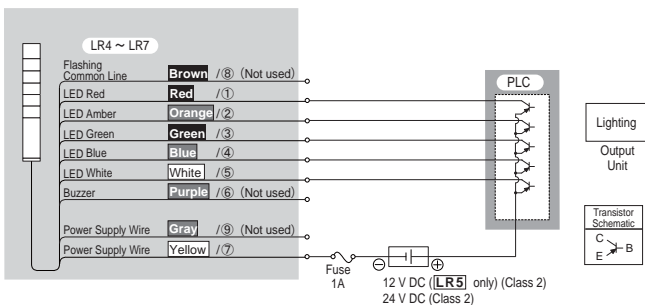 LR4 ~ LR7
Flashing
Common Line Brown /⑧ (Not used)
LED Red Red /①
LED Amber Orange /②
LED Green Green /③
LED Blue Blue /④
LED White White /⑤
Buzzer Purple /⑥ (Not used)
Power Supply Wire Gray /⑨ (Not used)
Power Supply Wire Yellow /⑦
Fuse
1A
⊖ ⊕
12 V DC (LR5 only) (Class 2)
24 V DC (Class 2)
PLC
Lighting
Output
Unit
Transistor
Schematic
C
B
E